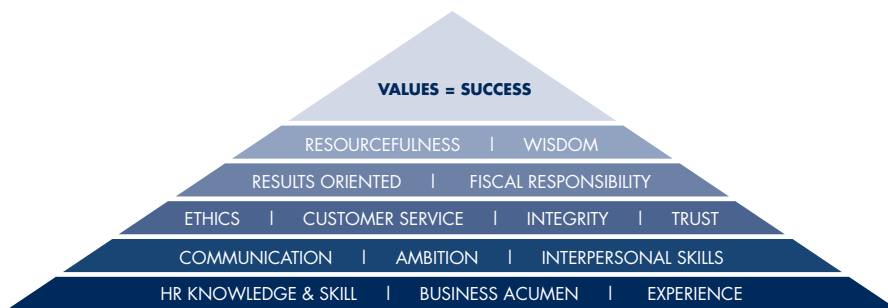 VALUES = SUCCESS
RESOURCEFULNESS | WISDOM
RESULTS ORIENTED | FISCAL RESPONSIBILITY
ETHICS | CUSTOMER SERVICE | INTEGRITY | TRUST
COMMUNICATION | AMBITION | INTERPERSONAL SKILLS
HR KNOWLEDGE & SKILL | BUSINESS ACUMEN | EXPERIENCE